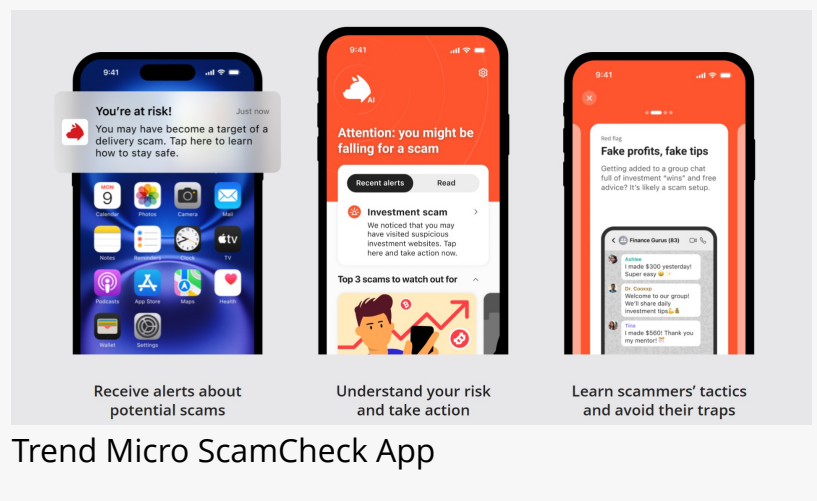 9:41
You're at risk!
Just now
You may have become a target of a
delivery scam. Tap here to learn
how to stay safe.
MON
9
Calendar
Photos
Camera
Mail
Notes
Reminders
Clock
tv
TV
Podcasts
App Store
Maps
Health
Wallet
Settings
Receive alerts about
potential scams
9:41
AI
Attention: you might be
falling for a scam
Recent alerts
Read
Investment scam
We noticed that you may
have visited suspicious
investment websites. Tap
here and take action now.
Top 3 scams to watch out for
Understand your risk
and take action
9:41
Red flag
Fake profits, fake tips
Getting added to a group chat
full of investment "wins" and free
advice? It's likely a scam setup.
Finance Gurus (83)
Ashlee
I made $300 yesterday!
Super easy
Welcome to our group!
We'll share daily
investment tips
Tina
I made $560! Thank you
my mentor!
Learn scammers' tactics
and avoid their traps
Trend Micro ScamCheck App